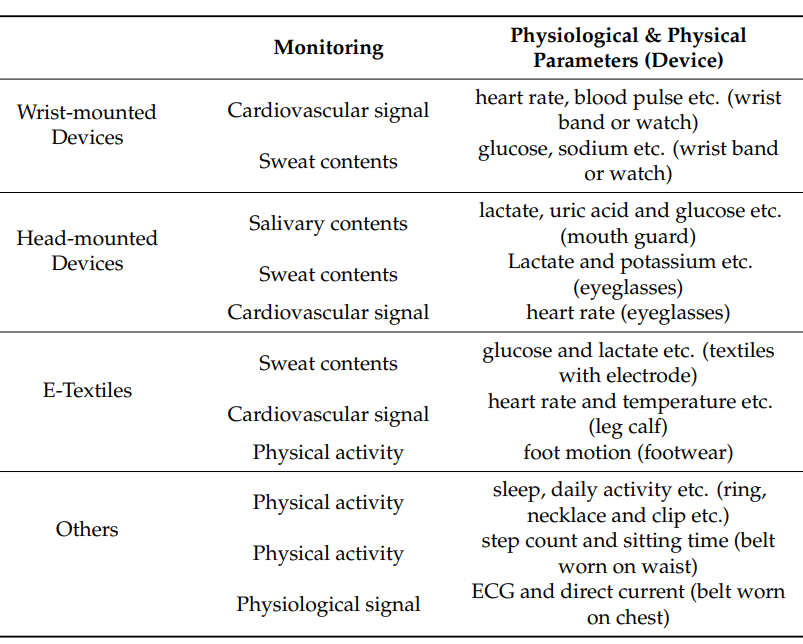 Monitoring
Physiological & Physical
Parameters (Device)
Wrist-mounted
Devices
Cardiovascular signal
heart rate, blood pulse etc. (wrist
band or watch)
Sweat contents
glucose, sodium etc. (wrist band
or watch)
Head-mounted
Devices
Salivary contents
lactate, uric acid and glucose etc.
(mouth guard)
Sweat contents
Lactate and potassium etc.
(eyeglasses)
Cardiovascular signal
heart rate (eyeglasses)
E-Textiles
Sweat contents
glucose and lactate etc. (textiles
with electrode)
Cardiovascular signal
heart rate and temperature etc.
(leg calf)
Physical activity
foot motion (footwear)
Others
Physical activity
sleep, daily activity etc. (ring,
necklace and clip etc.)
Physical activity
step count and sitting time (belt
worn on waist)
Physiological signal
ECG and direct current (belt worn
on chest)